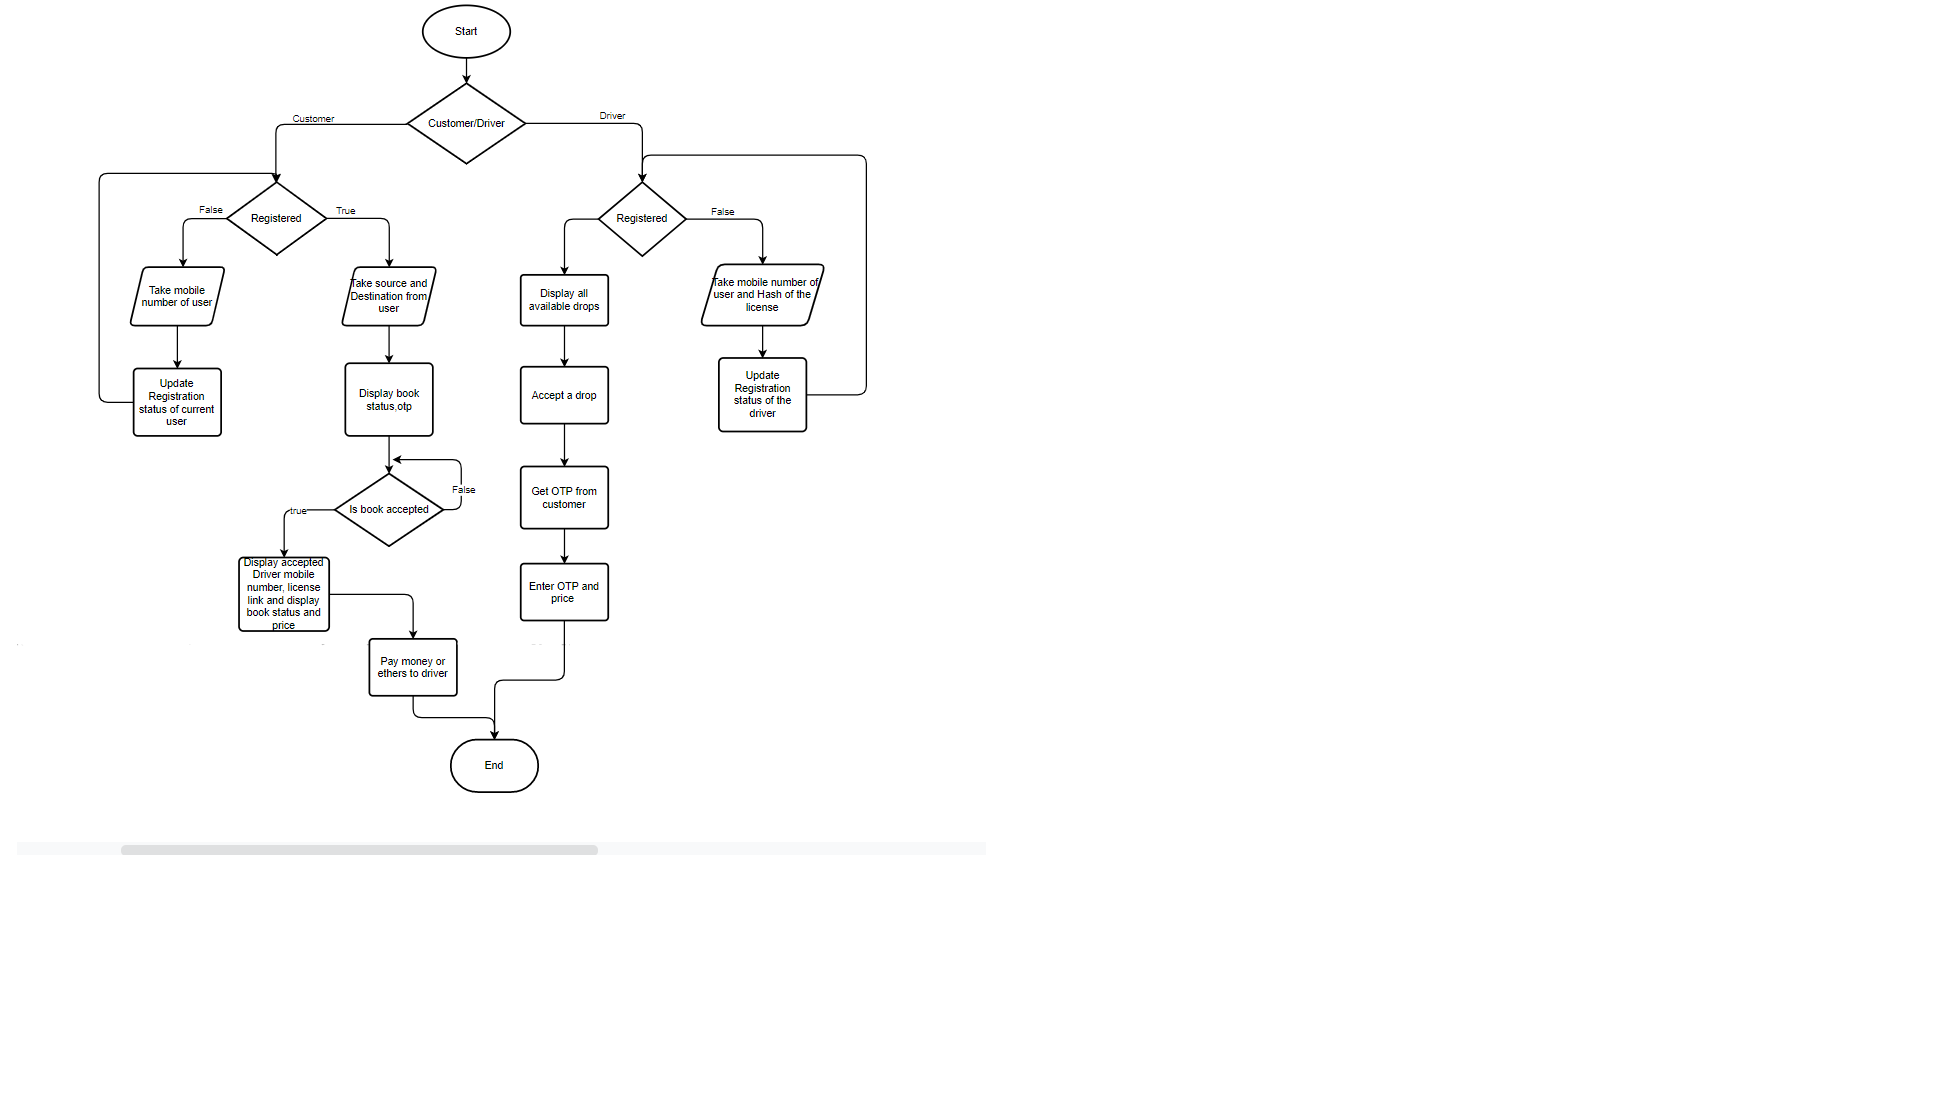 Start
Customer/Driver
Customer
Driver
Registered
False
True
Registered
False
Take mobile
number of user
Take source and
Destination from
user
Display all
available drops
Take mobile number of
user and Hash of the
license
Update
Registration
status of current
user
Display book
status,otp
Accept a drop
Update
Registration
status of the
driver
Is book accepted
False
true
Get OTP from
customer
Display accepted
Driver mobile
number, license
link and display
book status and
price
Enter OTP and
price
Pay money or
ethers to driver
End